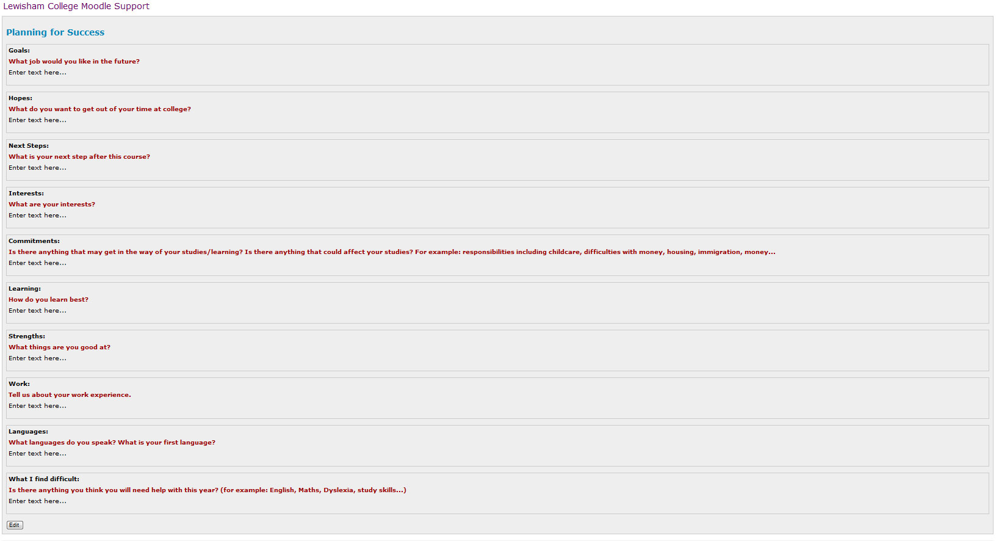 Lewisham College Moodle Support
Planning for Success
Goals:
What job would you like in the future?
Enter text here...
Hopes:
What do you want to get out of your time at college?
Enter text here...
Next Steps:
What is your next step after this course?
Enter text here...
Interests:
What are your interests?
Enter text here...
Commitments:
Is there anything that may get in the way of your studies/learning? Is there anything that could affect your studies? For example: responsibilities including childcare, difficulties with money, housing, immigration, money...
Enter text here...
Learning:
How do you learn best?
Enter text here...
Strengths:
What things are you good at?
Enter text here...
Work:
Tell us about your work experience.
Enter text here...
Languages:
What languages do you speak? What is your first language?
Enter text here...
What I find difficult:
Is there anything you think you will need help with this year? (for example: English, Maths, Dyslexia, study skills...)
Enter text here...
Edit